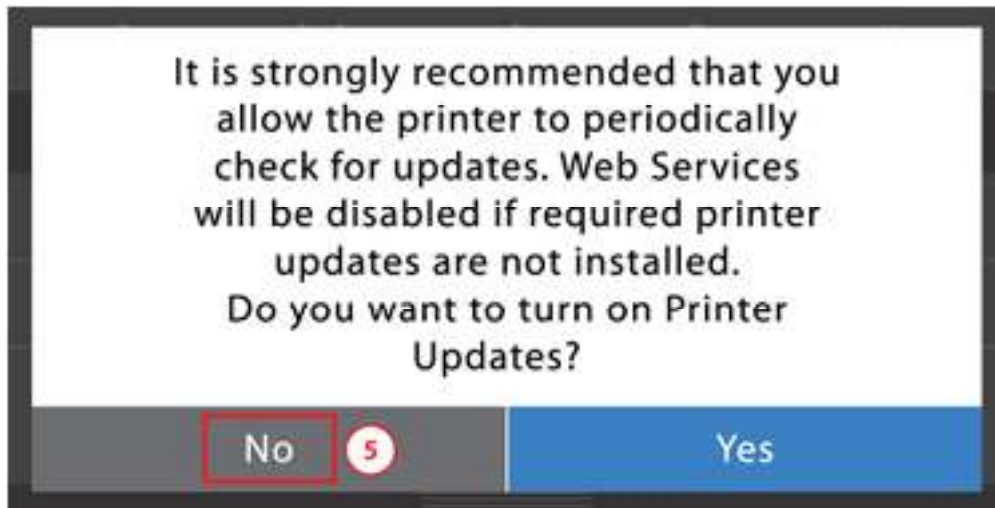 It is strongly recommended that you
allow the printer to periodically
check for updates. Web Services
will be disabled if required printer
updates are not installed.
Do you want to turn on Printer
Updates?
No 5 Yes